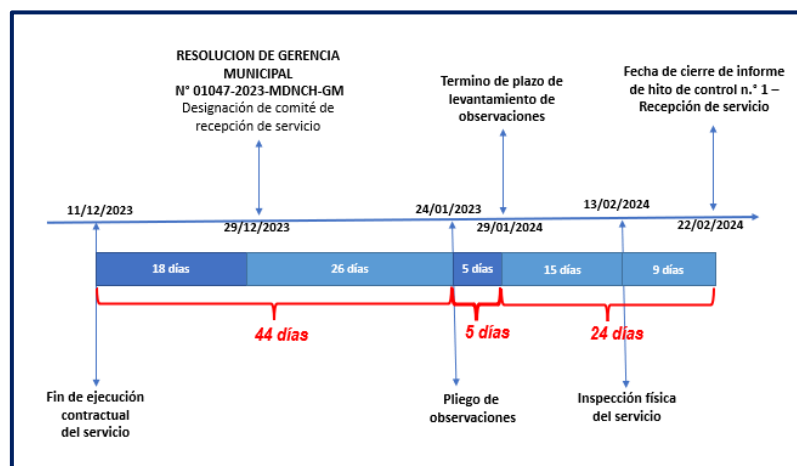 RESOLUCION DE GERENCIA
MUNICIPAL
N° 01047-2023-MDNCH-GM
Designación de comité de
recepción de servicio
Termino de plazo de
levantamiento de
observaciones
Fecha de cierre de informe
de hito de control n.° 1 –
Recepción de servicio
11/12/2023
29/12/2023
24/01/2023
29/01/2024
13/02/2024
22/02/2024
18 días
26 días
5 días
15 días
9 días
44 días
5 días
24 días
Fin de ejecución
contractual
del servicio
Pliego de
observaciones
Inspección física
del servicio